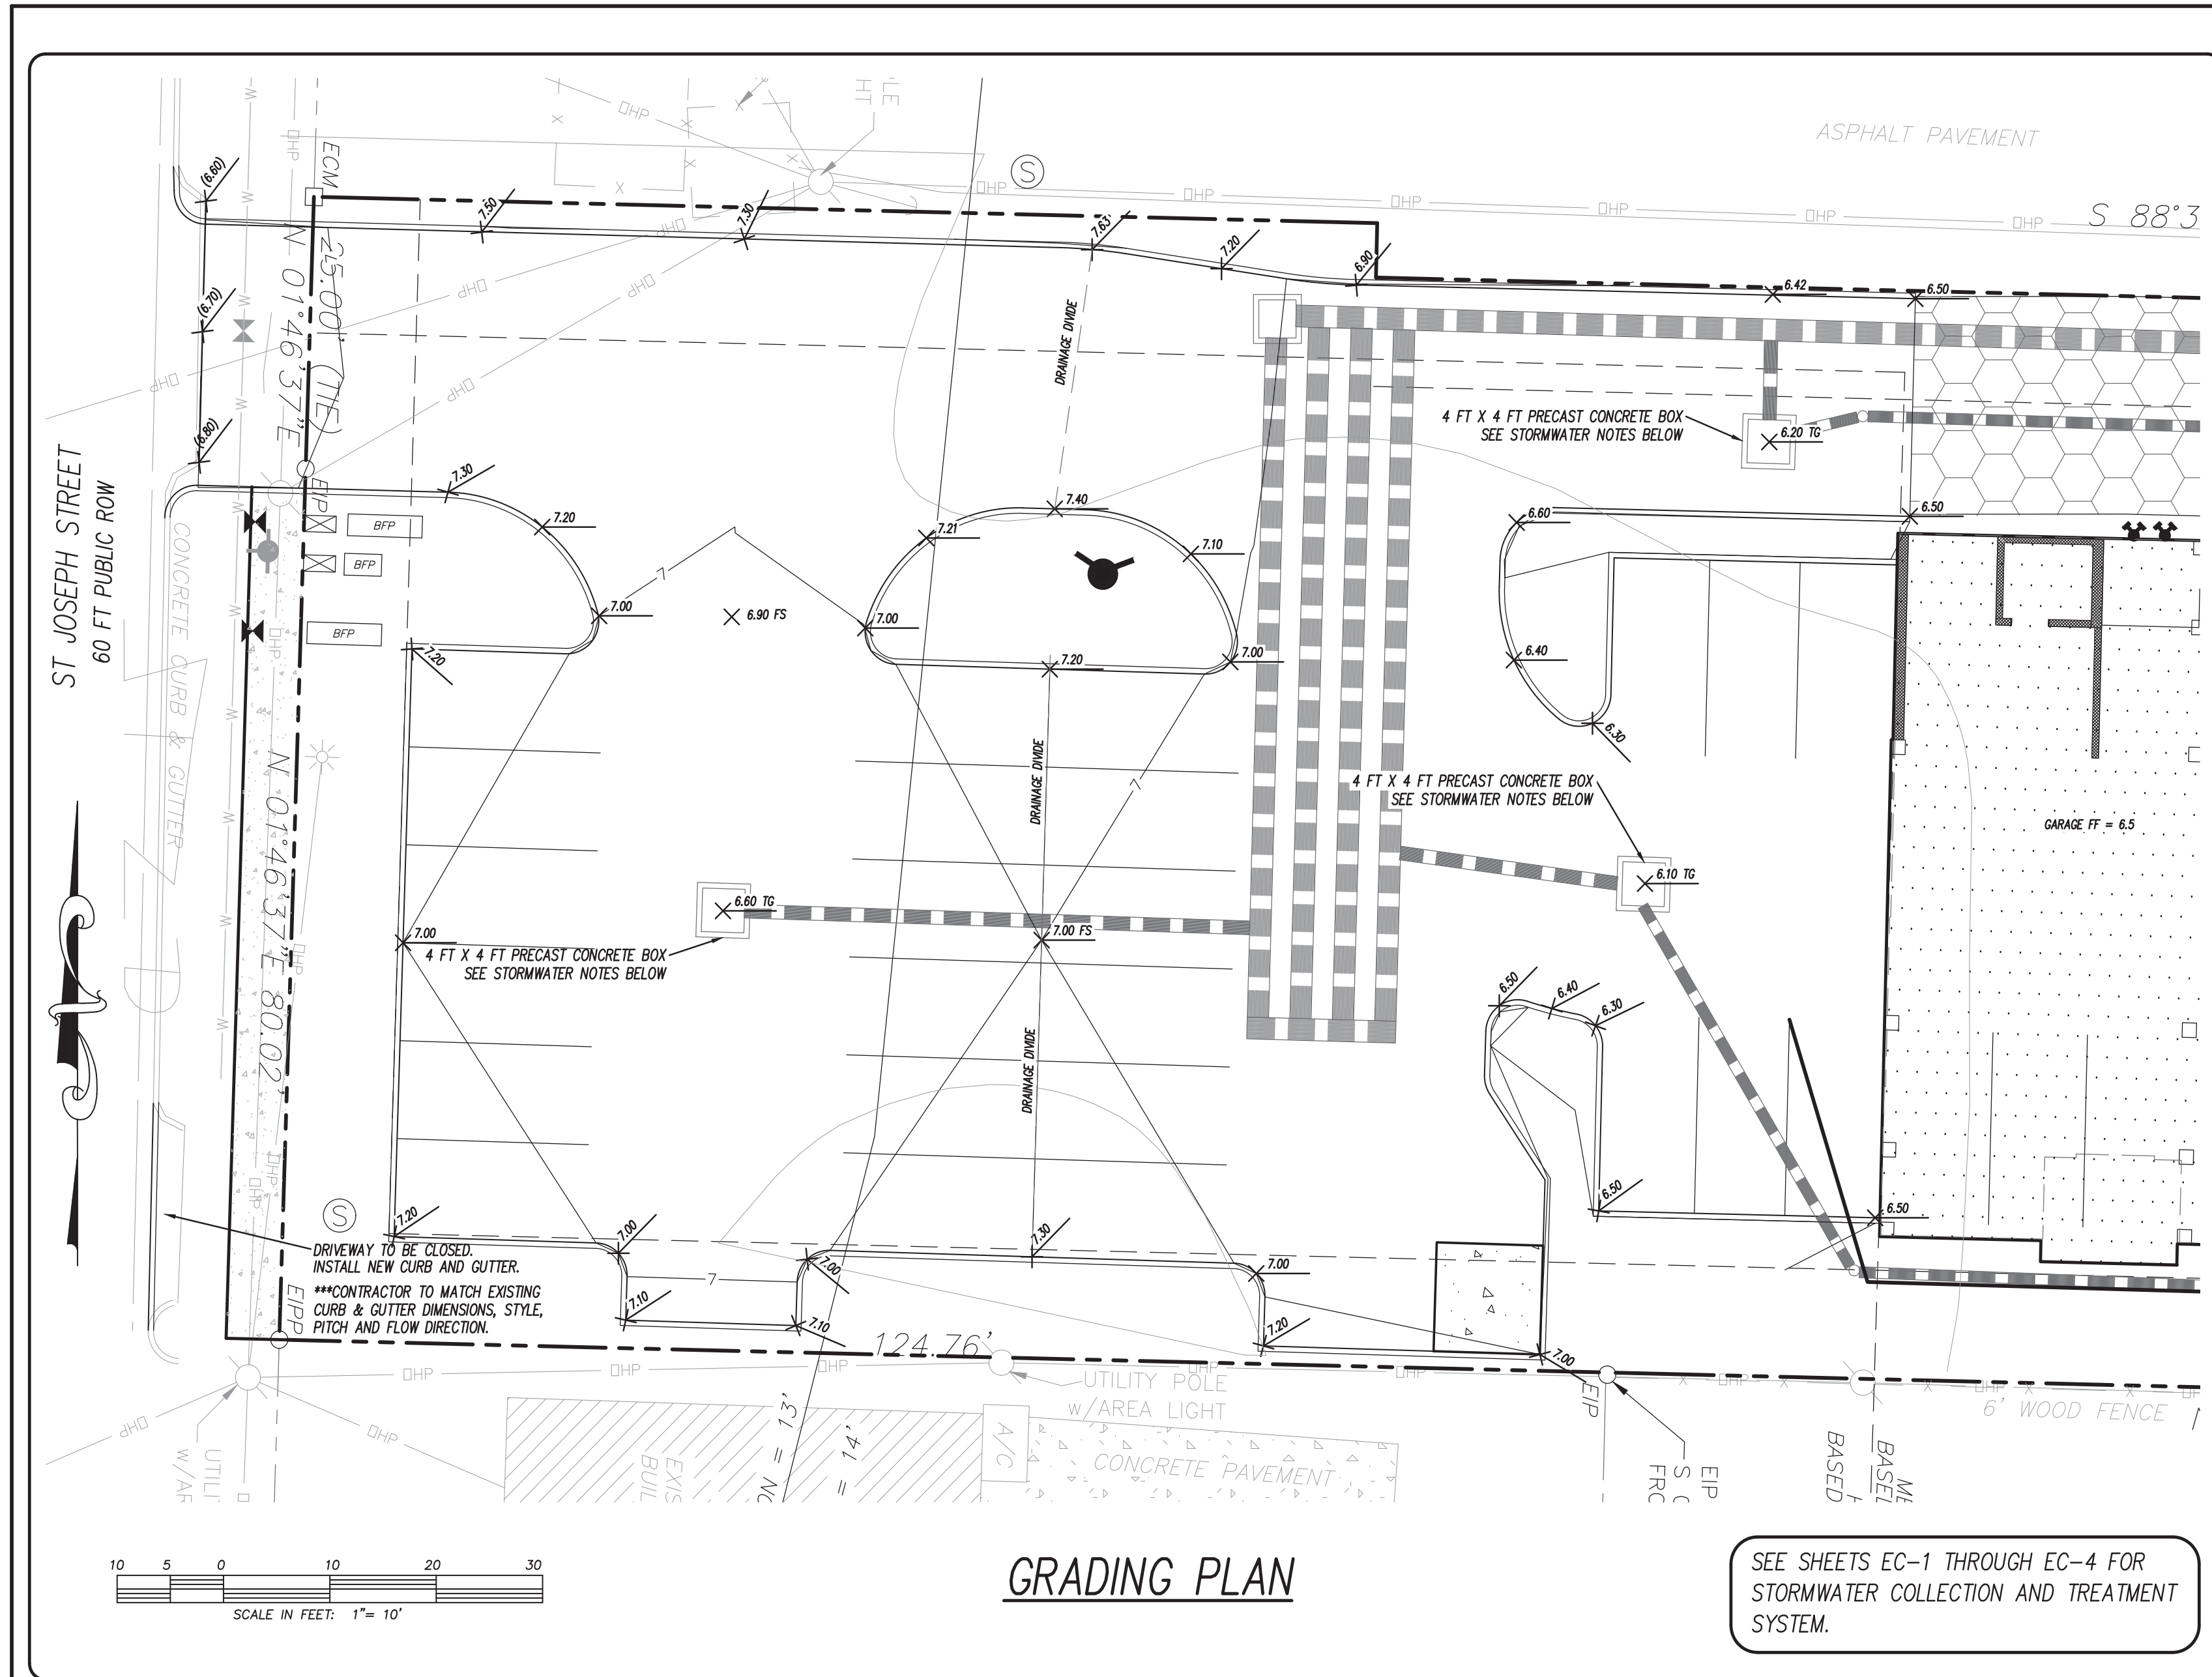 ASPHALT PAVEMENT
OHP
ECM
S
S 88°3
(6.60)
7.50
7.30
7.63'
7.20
6.90
6.42
6.50
N 01°46'37"E
25.00'
(TIE)
(6.70)
DRAINAGE DIVIDE
4 FT X 4 FT PRECAST CONCRETE BOX
SEE STORMWATER NOTES BELOW
6.20 TG
(6.80)
ST JOSEPH STREET
60 FT PUBLIC ROW
CONCRETE CURB & GUTTER
EIP
BFP
BFP
BFP
7.30
7.20
7.00
7.20
7
6.90 FS
7.21
7.40
7.10
7.00
7.20
7.00
6.60
6.50
6.40
6.30
DRAINAGE DIVIDE
7
4 FT X 4 FT PRECAST CONCRETE BOX
SEE STORMWATER NOTES BELOW
GARAGE FF = 6.5
6.10 TG
6.60 TG
7.00
7.00 FS
4 FT X 4 FT PRECAST CONCRETE BOX
SEE STORMWATER NOTES BELOW
N 01°46'37"E 80.02'
DRAINAGE DIVIDE
6.50
6.40
6.30
6.50
6.50
S
7.20
7.00
7.00
7.30
7.00
7
7.10
7.10
7.20
7.00
DRIVEWAY TO BE CLOSED.
INSTALL NEW CURB AND GUTTER.
***CONTRACTOR TO MATCH EXISTING
CURB & GUTTER DIMENSIONS, STYLE,
PITCH AND FLOW DIRECTION.
EIPP
124.76'
UTILITY POLE
w/AREA LIGHT
EIP
6' WOOD FENCE
A/C
CONCRETE PAVEMENT
= 13'
= 14'
EIP
BASED
10 5 0 10 20 30
SCALE IN FEET: 1"= 10'
GRADING PLAN
SEE SHEETS EC-1 THROUGH EC-4 FOR
STORMWATER COLLECTION AND TREATMENT
SYSTEM.